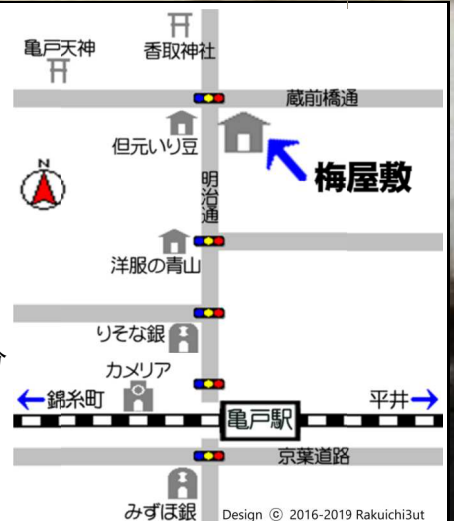 香取神社
亀戸天神
蔵前橋通
但元いり豆
梅屋敷
N
明治通
洋服の青山
りそな銀
カメリア
←錦糸町
平井→
亀戸駅
京葉道路
みずほ銀
Design © 2016-2019 Rakuichi3ut